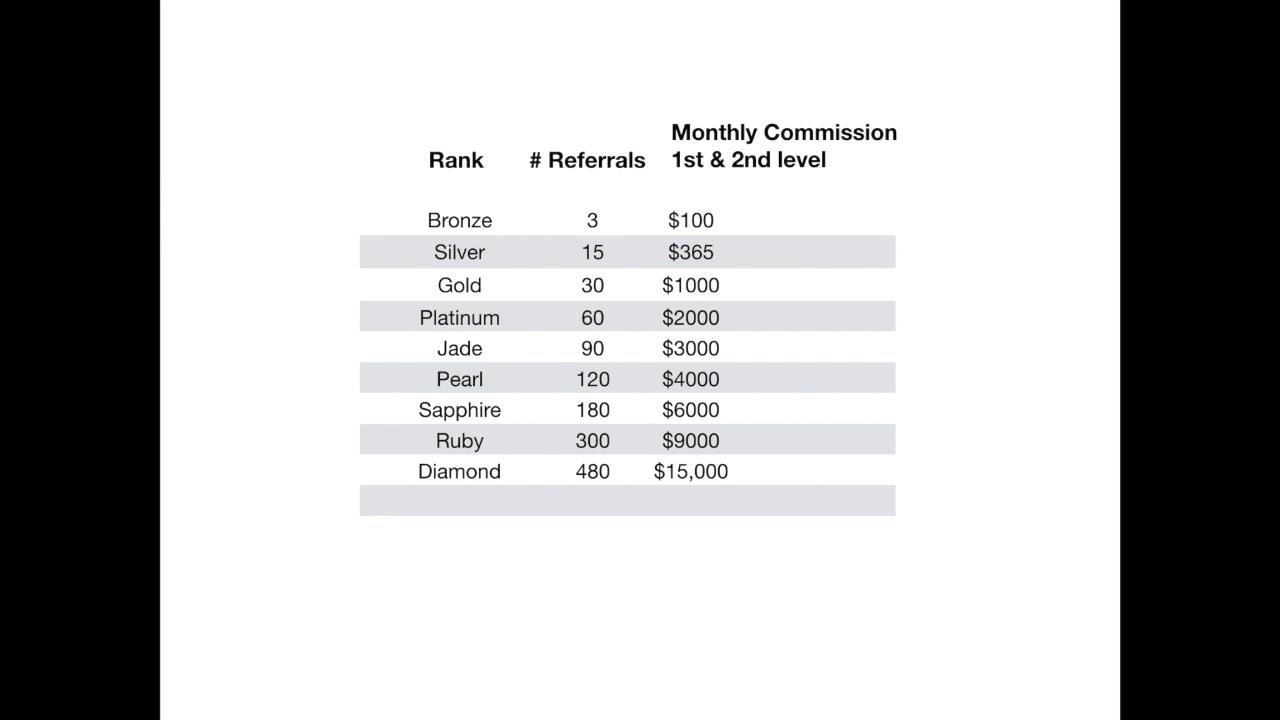 Monthly Commission
Rank # Referrals 1st & 2nd level
Bronze 3 $100
Silver 15 $365
Gold 30 $1000
Platinum 60 $2000
Jade 90 $3000
Pearl 120 $4000
Sapphire 180 $6000
Ruby 300 $9000
Diamond 480 $15,000